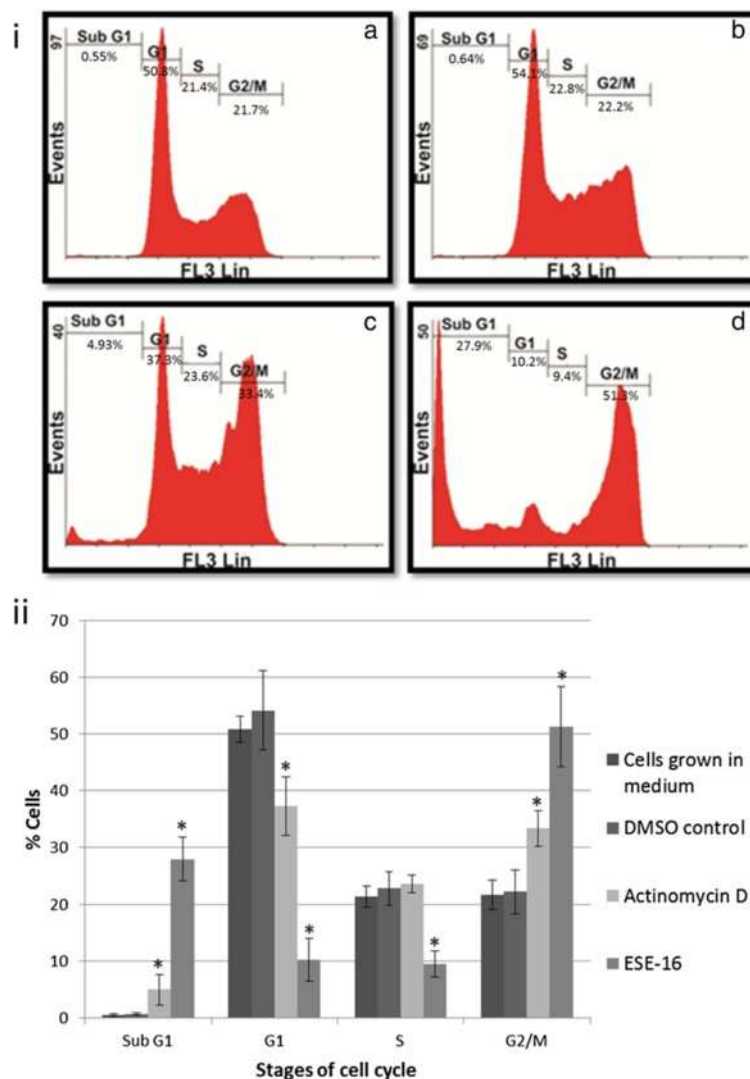 i
a
97
Sub G1
0.55%
G1
50.8%
S
21.4%
G2/M
21.7%
Events
FL3 Lin
b
69
Sub G1
0.64%
G1
54.1%
S
22.8%
G2/M
22.2%
Events
FL3 Lin
c
40
Sub G1
4.93%
G1
37.3%
S
23.6%
G2/M
33.4%
Events
FL3 Lin
d
50
Sub G1
27.9%
G1
10.2%
S
9.4%
G2/M
51.3%
Events
FL3 Lin
ii
70
60
50
40
30
20
10
0
% Cells
*
*
*
*
*
*
*
Sub G1
G1
S
G2/M
Stages of cell cycle
Cells grown in
medium
DMSO control
Actinomycin D
ESE-16